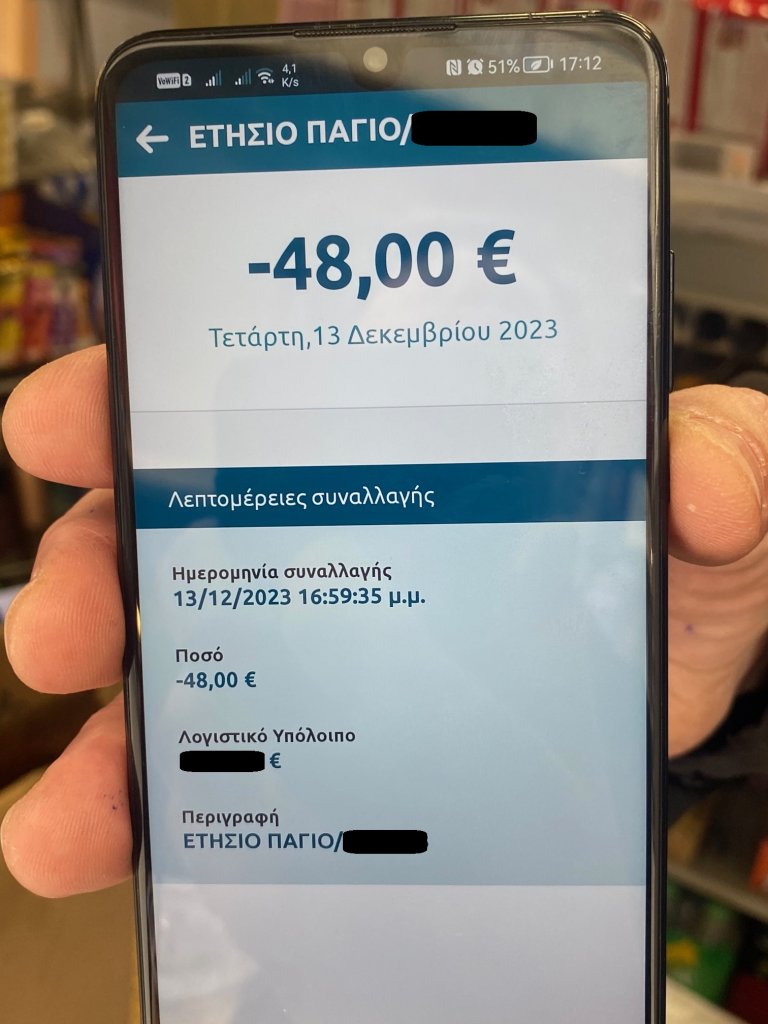 VoWiFi 2 4,1 K/s 51% 17:12
ΕΤΗΣΙΟ ΠΑΓΙΟ/
-48,00 €
Τετάρτη,13 Δεκεμβρίου 2023
Λεπτομέρειες συναλλαγής
Ημερομηνία συναλλαγής
13/12/2023 16:59:35 μ.μ.
Ποσό
-48,00 €
Λογιστικό Υπόλοιπο
€
Περιγραφή
ΕΤΗΣΙΟ ΠΑΓΙΟ/